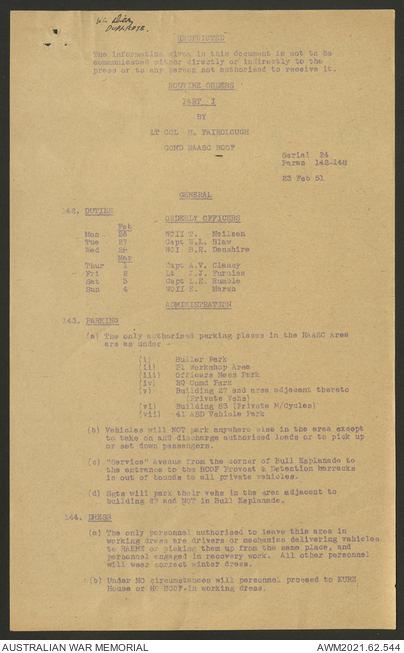 War Diary
DUPLICATE.
RESTRICTED
The information given in this document is not to be
communicated either directly or indirectly to the
press or to any person not authorised to receive it.
ROUTINE ORDERS
PART I
BY
LT COL H. FAIRCLOUGH
COMD RAASC BCOF
Serial 24
Paras 142-148
23 Feb 51
GENERAL
142. DUTIES
ORDERLY OFFICERS
Feb
Mon 26 WOII T. Neilsen
Tue 27 Capt Blaw
Wed 28 WOI Denshire
Mar
Thur 1 Capt A.V. Clancy
Fri 2 Lt Furniss
Sat 3 Capt L.E. Rumble
Sun 4 WOII K. Maran
ADMINISTRATION
143. PARKING
(a) The only authorised parking places in the RAASC Area
are as under -
(i) Buller Park
(ii) Pl Workshop Area
(iii) Officers Mess Park
(iv) HQ Comd Park
(v) Building 27 and area adjacent thereto
(Private Vehs)
(vi) Building 53 (Private M/Cycles)
(vii) 41 ASD Vehicle Park
(b) Vehicles will NOT park anywhere else in the area except
to take on and discharge authorised loads or to pick up
or set down passengers.
(c) "Service" Avenue from the corner of Bull Esplanade to
the entrance to the BCOF Provost & Detention barracks
is out of bounds to all private vehicles.
(d) Sgts will park their vehs in the area adjacent to
building and NOT in Bull Esplanade.
144. DRESS
(a) The only personnel authorised to leave this area in
working dress are drivers or mechanics delivering vehicles
to RAEME or picking them up from the same place, and
personnel engaged in recovery work. All other personnel
will wear correct winter dress.
(b) Under NO circumstances will personnel proceed to KURE
House or HQ BCOF in working dress.
AUSTRALIAN WAR MEMORIAL
AWM2021.62.544